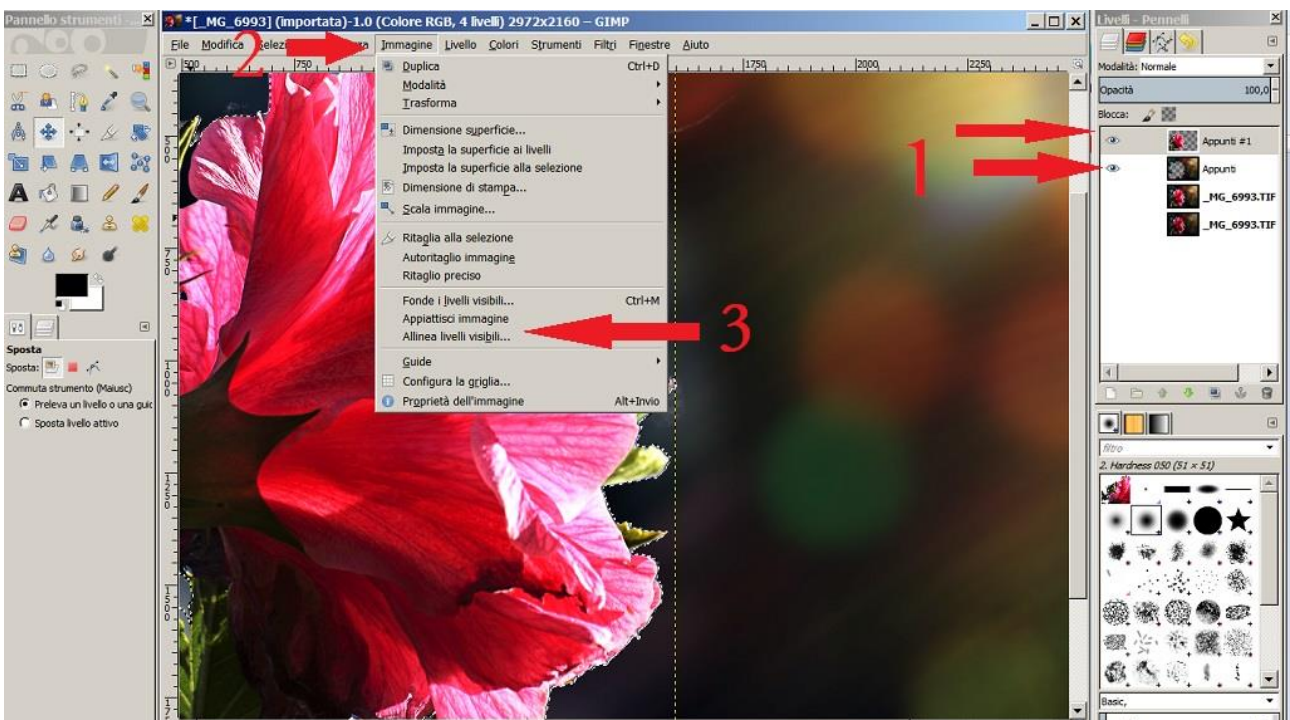 Pannello strumenti -...
*[_MG_6993] (importata)-1.0 (Colore RGB, 4 livelli) 2972x2160 – GIMP
Livelli - Pennelli
File Modifica Immagine Livello Colori Strumenti Filtri Finestre Aiuto
2
500 750 1750 2000 2250
Duplica Ctrl+D
Modalità
Trasforma
Dimensione superficie...
Imposta la superficie ai livelli
Imposta la superficie alla selezione
Dimensione di stampa...
Scala immagine...
Ritaglia alla selezione
Autoritaglio immagine
Ritaglio preciso
Fonde i livelli visibili... Ctrl+M
Appiattisci immagine
Allinea livelli visibili...
Guide
Configura la griglia...
Proprietà dell'immagine Alt+Invio
1
3
Modalità: Normale
Opacità 100,0
Blocca:
Appunti #1
Appunti
_MG_6993.TIF
_MG_6993.TIF
Sposta
Sposta:
Commuta strumento (Maiusc)
Preleva un livello o una guid
Sposta livello attivo
filtro
2. Hardness 050 (51 × 51)
Basic,